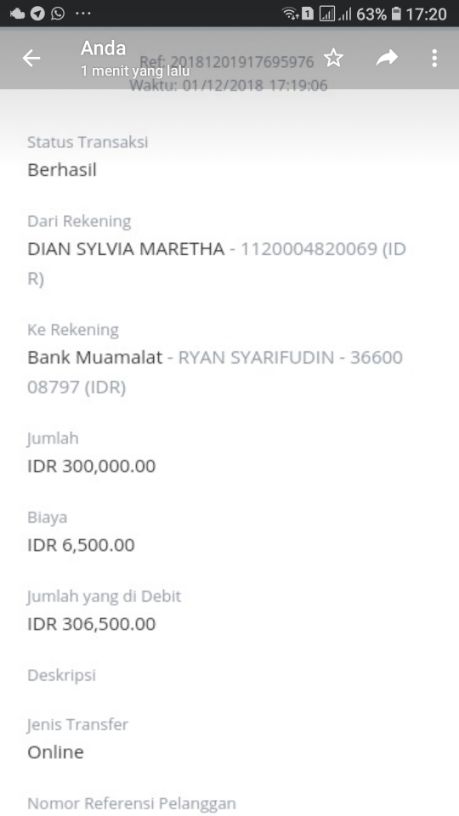 63% 17:20
Anda
Ref: 20181201917695976
1 menit yang lalu
Waktu: 01/12/2018 17:19:06
Status Transaksi
Berhasil
Dari Rekening
DIAN SYLVIA MARETHA - 1120004820069 (ID
R)
Ke Rekening
Bank Muamalat - RYAN SYARIFUDIN - 36600
08797 (IDR)
Jumlah
IDR 300,000.00
Biaya
IDR 6,500.00
Jumlah yang di Debit
IDR 306,500.00
Deskripsi
Jenis Transfer
Online
Nomor Referensi Pelanggan